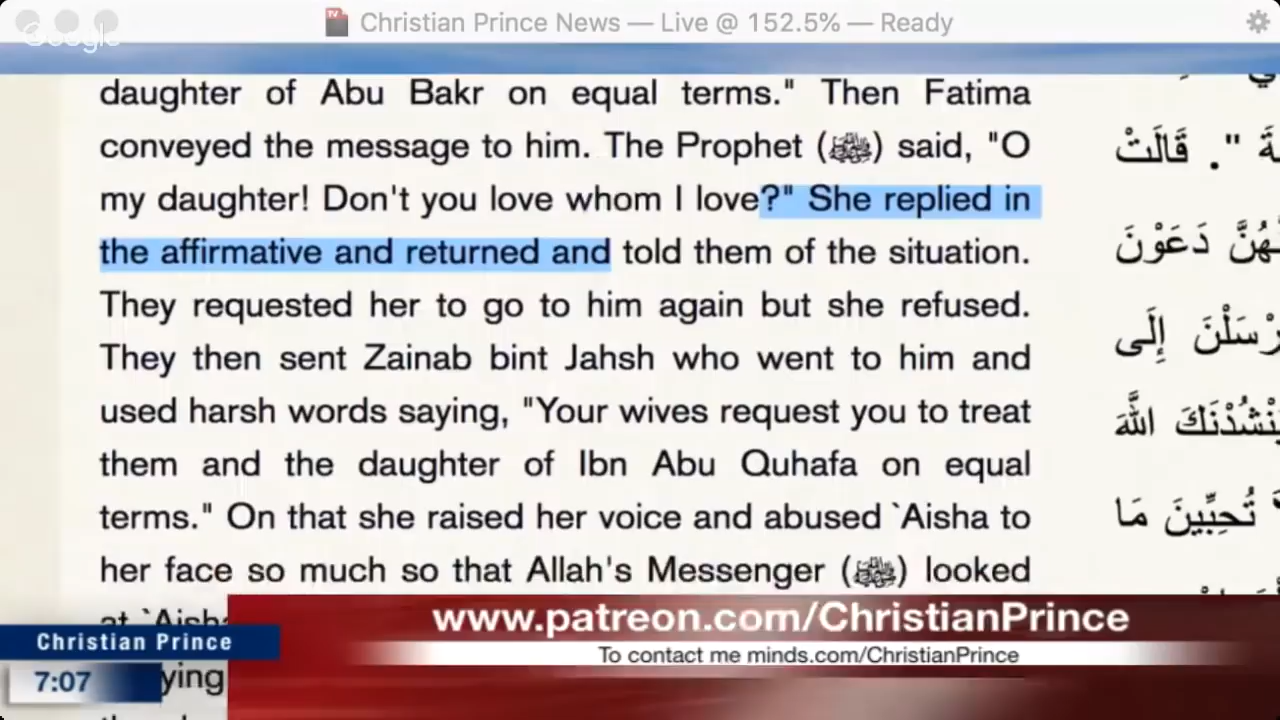 Christian Prince News — Live @ 152.5% — Ready
Google
daughter of Abu Bakr on equal terms." Then Fatima
conveyed the message to him. The Prophet (ﷺ) said, "O
my daughter! Don't you love whom I love?" She replied in
the affirmative and returned and told them of the situation.
They requested her to go to him again but she refused.
They then sent Zainab bint Jahsh who went to him and
used harsh words saying, "Your wives request you to treat
them and the daughter of Ibn Abu Quhafa on equal
terms." On that she raised her voice and abused `Aisha to
her face so much so that Allah's Messenger (ﷺ) looked
ying
قَالَتْ
دَعَوْنَ
إِلَى
يَنْشُدْنَكَ اللَّهَ
تُحِبِّينَ مَا
www.patreon.com/ChristianPrince
To contact me minds.com/ChristianPrince
Christian Prince
7:07